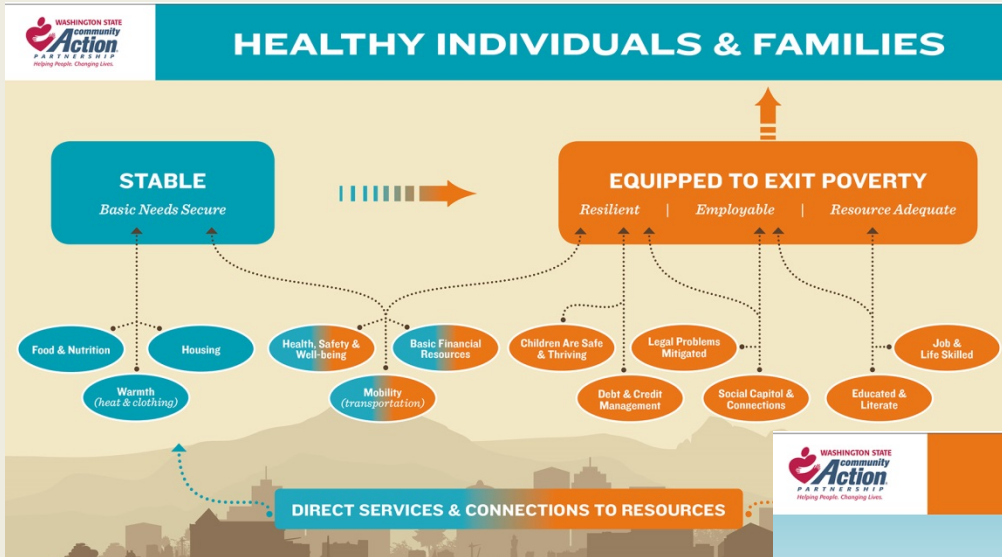 WASHINGTON STATE
community
Action
PARTNERSHIP
Helping People. Changing Lives.
HEALTHY INDIVIDUALS & FAMILIES
STABLE
Basic Needs Secure
EQUIPPED TO EXIT POVERTY
Resilient | Employable | Resource Adequate
Food & Nutrition
Housing
Warmth
(heat & clothing)
Health, Safety &
Well-being
Basic Financial
Resources
Mobility
(transportation)
Children Are Safe
& Thriving
Legal Problems
Mitigated
Job &
Life Skilled
Debt & Credit
Management
Social Capitol &
Connections
Educated &
Literate
DIRECT SERVICES & CONNECTIONS TO RESOURCES
WASHINGTON STATE
community
Action
PARTNERSHIP
Helping People. Changing Lives.